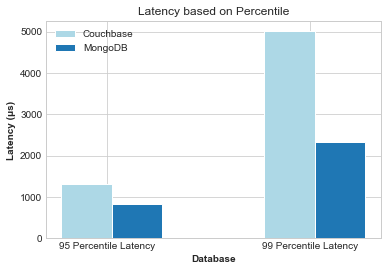 Latency based on Percentile
Couchbase
MongoDB
5000
4000
3000
2000
1000
0
Latency (µs)
95 Percentile Latency
99 Percentile Latency
Database